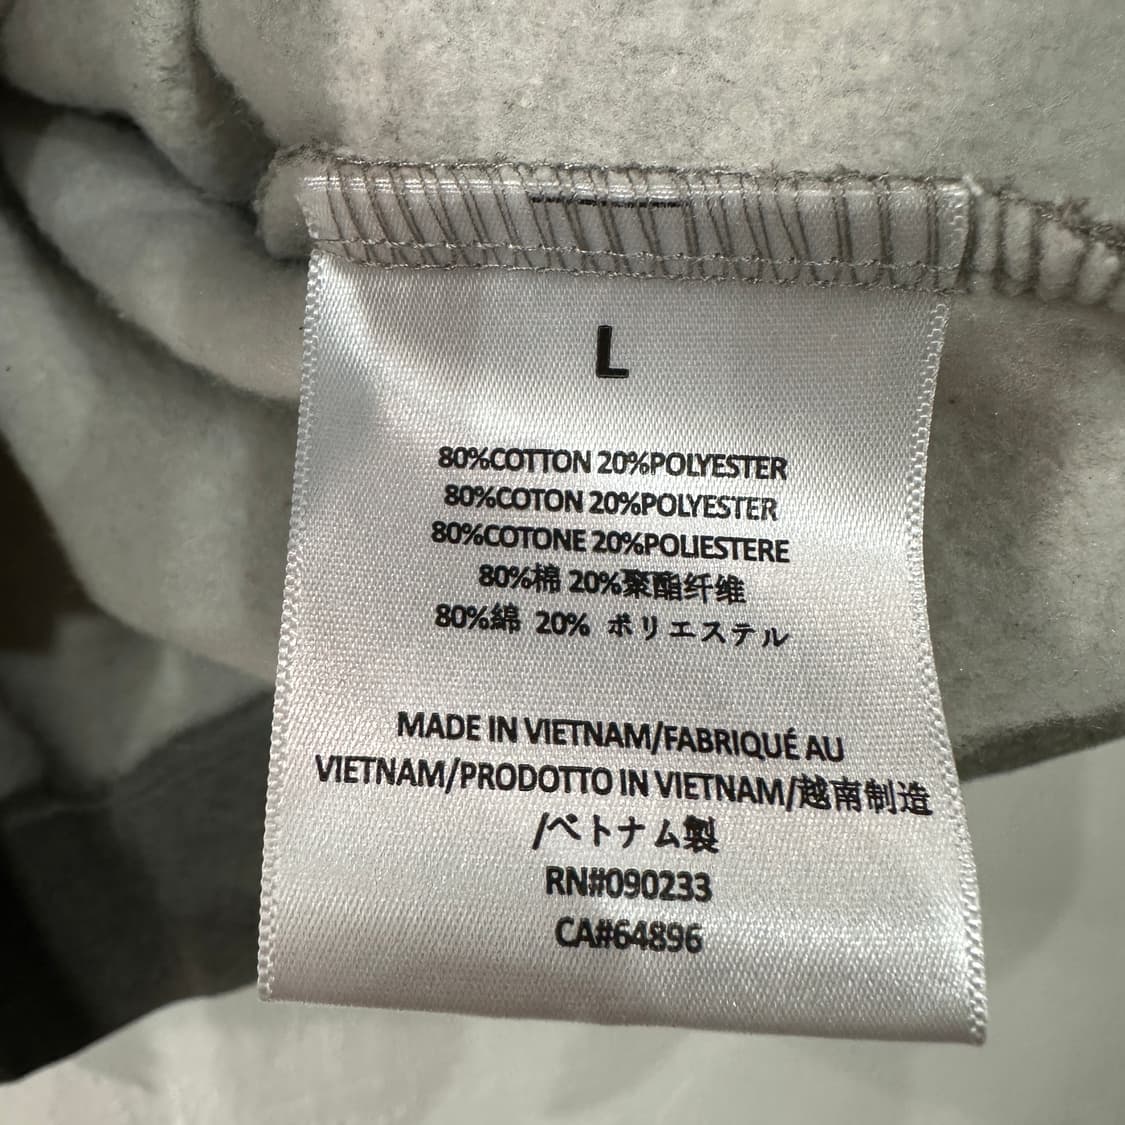 L
80%COTTON 20%POLYESTER
80%COTON 20%POLYESTER
80%COTONE 20%POLIESTERE
80%棉 20%聚酯纤维
80%綿 20% ポリエステル
MADE IN VIETNAM/FABRIQUÉ AU
VIETNAM/PRODOTTO IN VIETNAM/越南制造
/ベトナム製
RN#090233
CA#64896